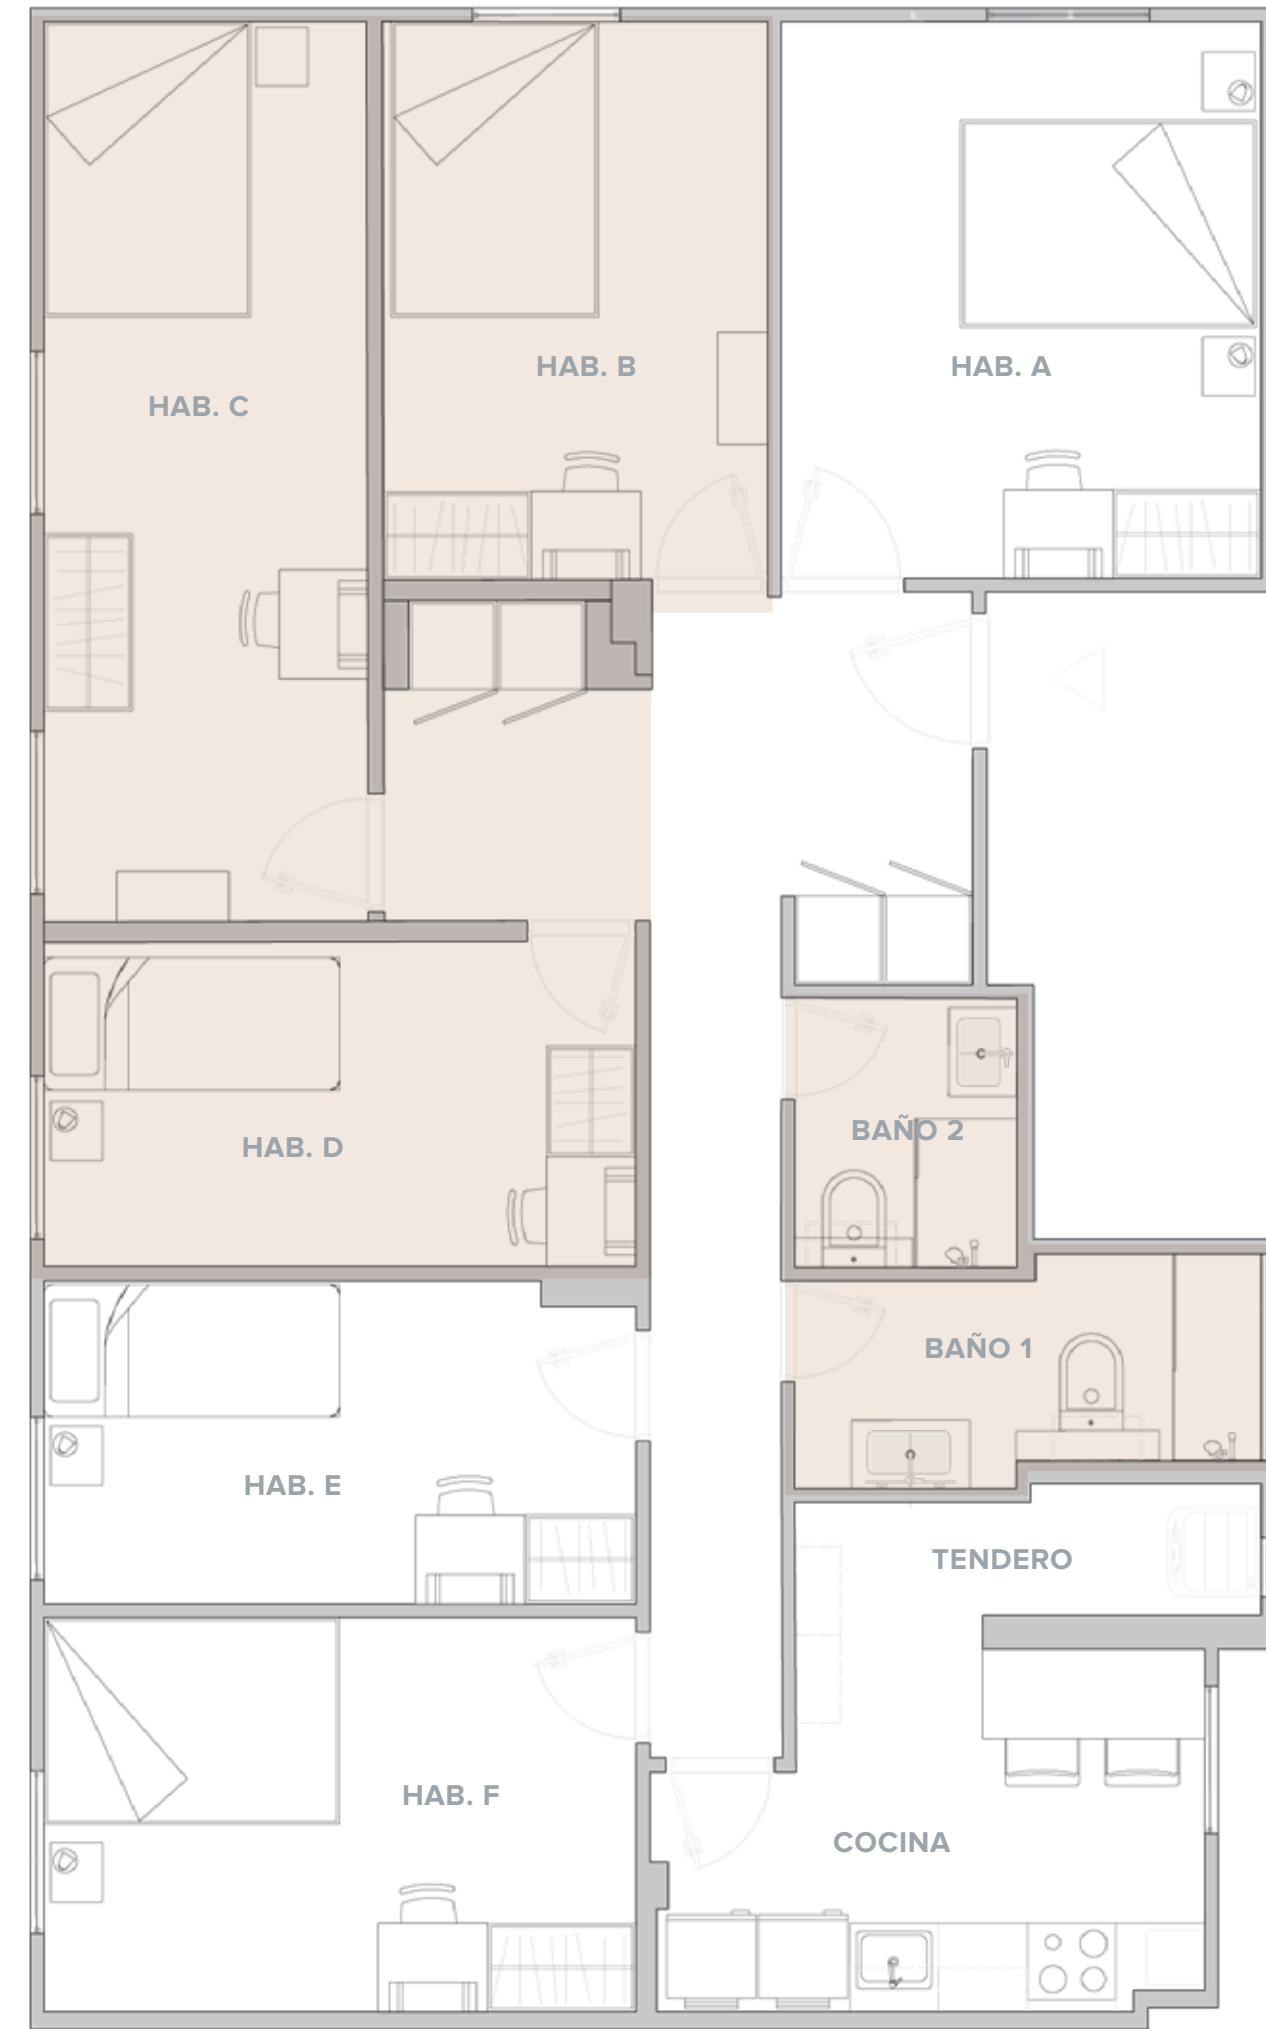 HAB. B
HAB. A
HAB. C
BAÑO 2
HAB. D
BAÑO 1
HAB. E
TENDERO
HAB. F
COCINA